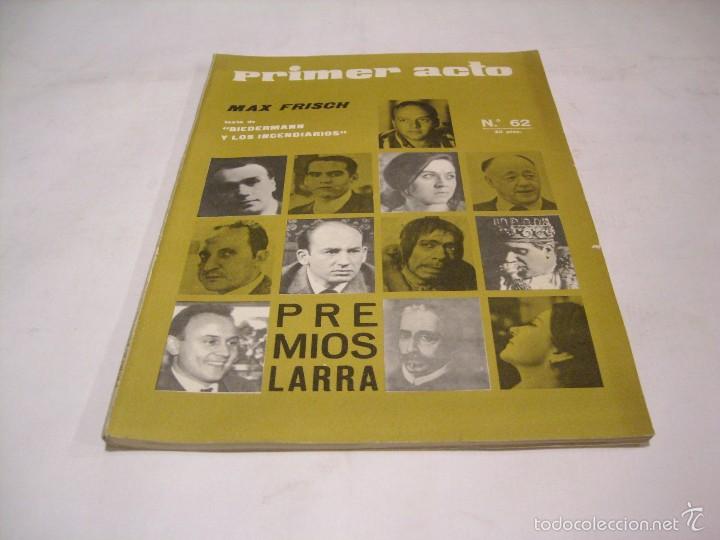 Primer acto
MAX FRISCH
texto de
"BIEDERMANN
Y LOS INCENDIARIOS"
N.° 62
PRE
MIOS
LARRA
todocoleccion.net